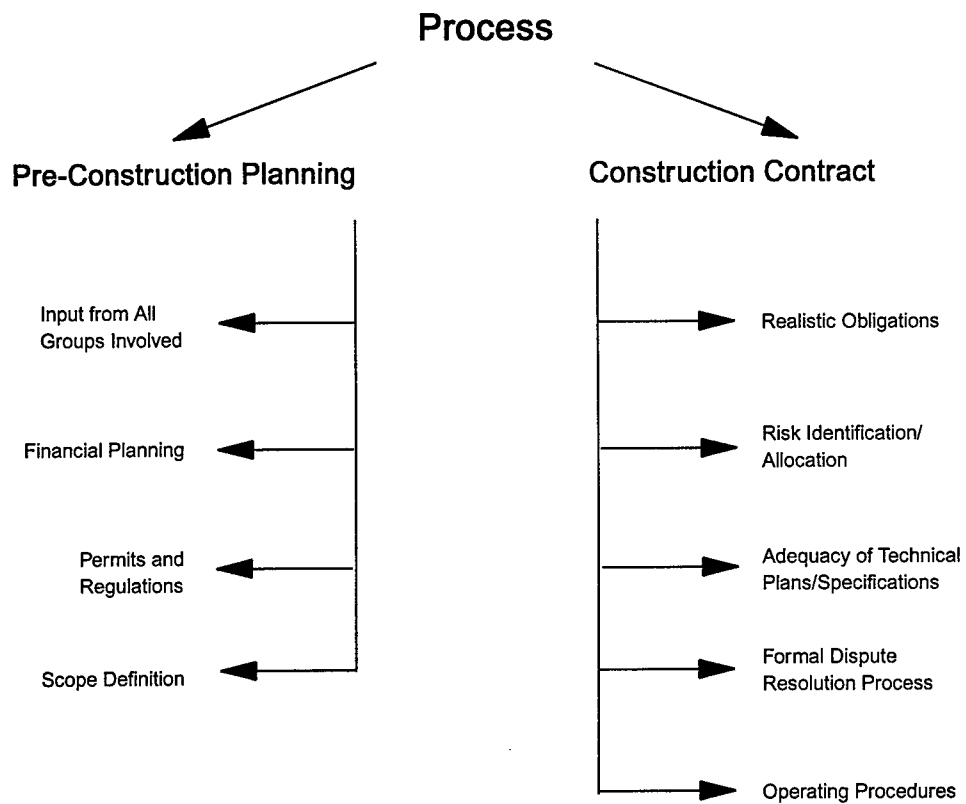 Process
Pre-Construction Planning
Input from All
Groups Involved
Financial Planning
Permits and
Regulations
Scope Definition
Construction Contract
Realistic Obligations
Risk Identification/
Allocation
Adequacy of Technical
Plans/Specifications
Formal Dispute
Resolution Process
Operating Procedures